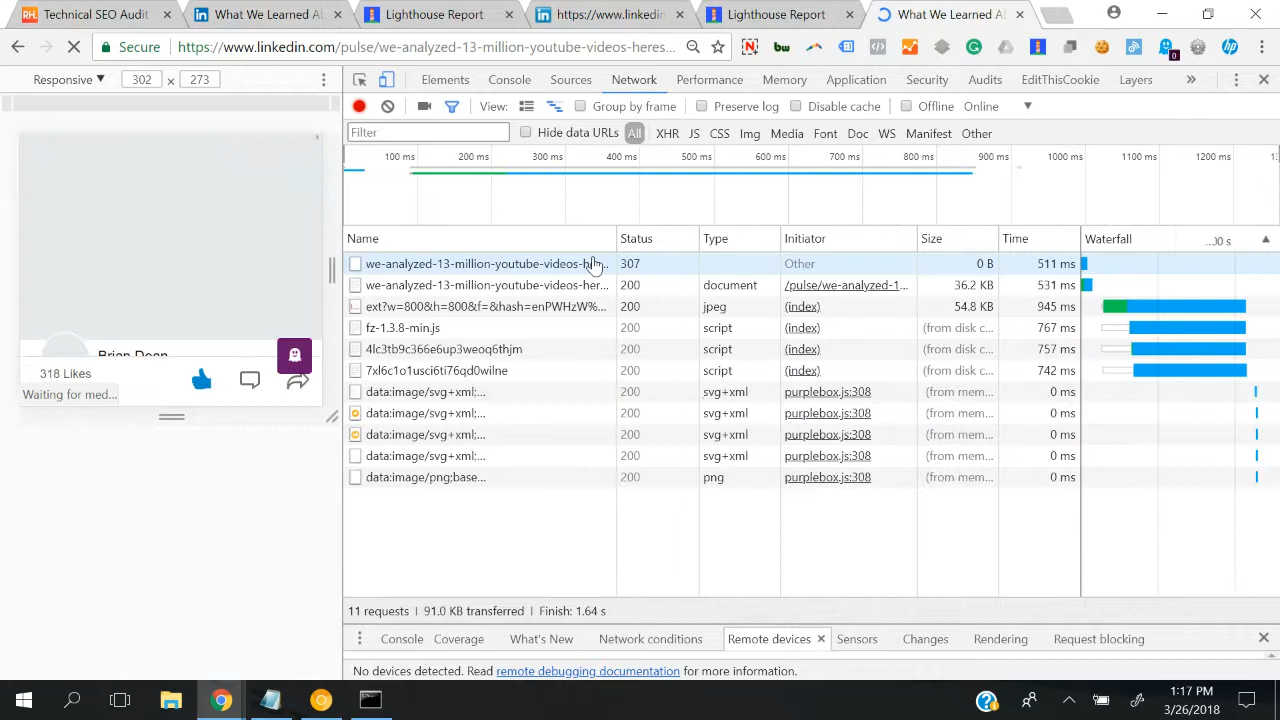 Technical SEO Audit
What We Learned A
Lighthouse Report
https://www.linkedin
Lighthouse Report
What We Learned A
Secure
https://www.linkedin.com/pulse/we-analyzed-13-million-youtube-videos-heres...
Responsive 302 × 273
Elements Console Sources Network Performance Memory Application Security Audits EditThisCookie Layers
View: Group by frame Preserve log Disable cache Offline Online
Filter Hide data URLs All XHR JS CSS Img Media Font Doc WS Manifest Other
100 ms 200 ms 300 ms 400 ms 500 ms 600 ms 700 ms 800 ms 900 ms 1000 ms 1100 ms 1200 ms
Name Status Type Initiator Size Time Waterfall
we-analyzed-13-million-youtube-videos-he... 307 Other 0 B 511 ms
we-analyzed-13-million-youtube-videos-her... 200 document /pulse/we-analyzed-1... 36.2 KB 531 ms
ext?w=800&h=800&f=&hash=enPWHzW%... 200 jpeg (index) 54.8 KB 945 ms
fz-1.3.8-min.js 200 script (index) (from disk c... 767 ms
4lc3tb9c366e6up3weoq6thjm 200 script (index) (from disk c... 757 ms
7xl6c1o1usci6ti76qd0wilne 200 script (index) (from disk c... 742 ms
data:image/svg+xml;... 200 svg+xml purplebox.js:308 (from mem... 0 ms
data:image/svg+xml;... 200 svg+xml purplebox.js:308 (from mem... 0 ms
data:image/svg+xml;... 200 svg+xml purplebox.js:308 (from mem... 0 ms
data:image/svg+xml;... 200 svg+xml purplebox.js:308 (from mem... 0 ms
data:image/png;base... 200 png purplebox.js:308 (from mem... 0 ms
Brian Dean
318 Likes
Waiting for med...
11 requests | 91.0 KB transferred | Finish: 1.64 s
Console Coverage What's New Network conditions Remote devices Sensors Changes Rendering Request blocking
No devices detected. Read remote debugging documentation for more information.
1:17 PM
3/26/2018